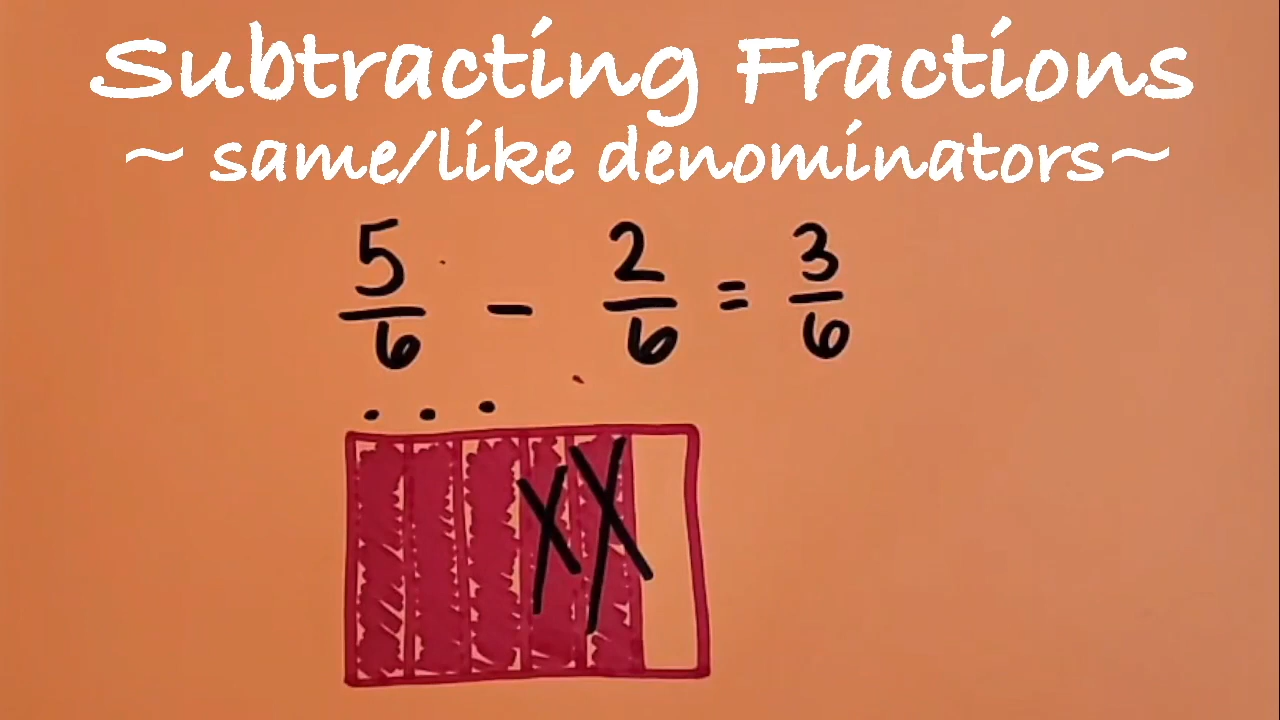 Subtracting Fractions
~ same/like denominators~
5/6 - 2/6 = 3/6
X X